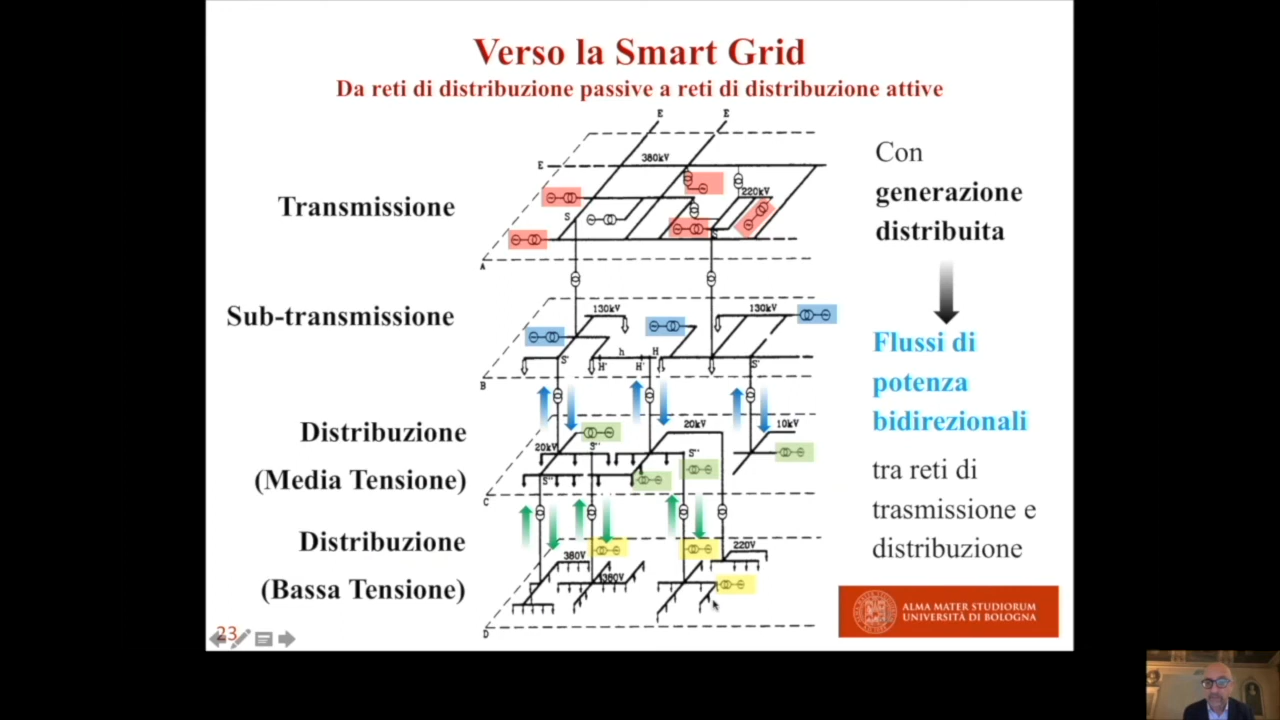 Verso la Smart Grid
Da reti di distribuzione passive a reti di distribuzione attive
E E
380kV
E
220kV
Trasmissione
S
S
A
Con
generazione
distribuita
Sub-transmissione
130kV 130kV
h H
S' H' H' S'
B
Flussi di
potenza
bidirezionali
Distribuzione
(Media Tensione)
20kV 20kV 10kV
S'' S''
S''
C
tra reti di
trasmissione e
distribuzione
Distribuzione
(Bassa Tensione)
380V 380V 220V
D
ALMA MATER STUDIORUM
UNIVERSITÀ DI BOLOGNA
23